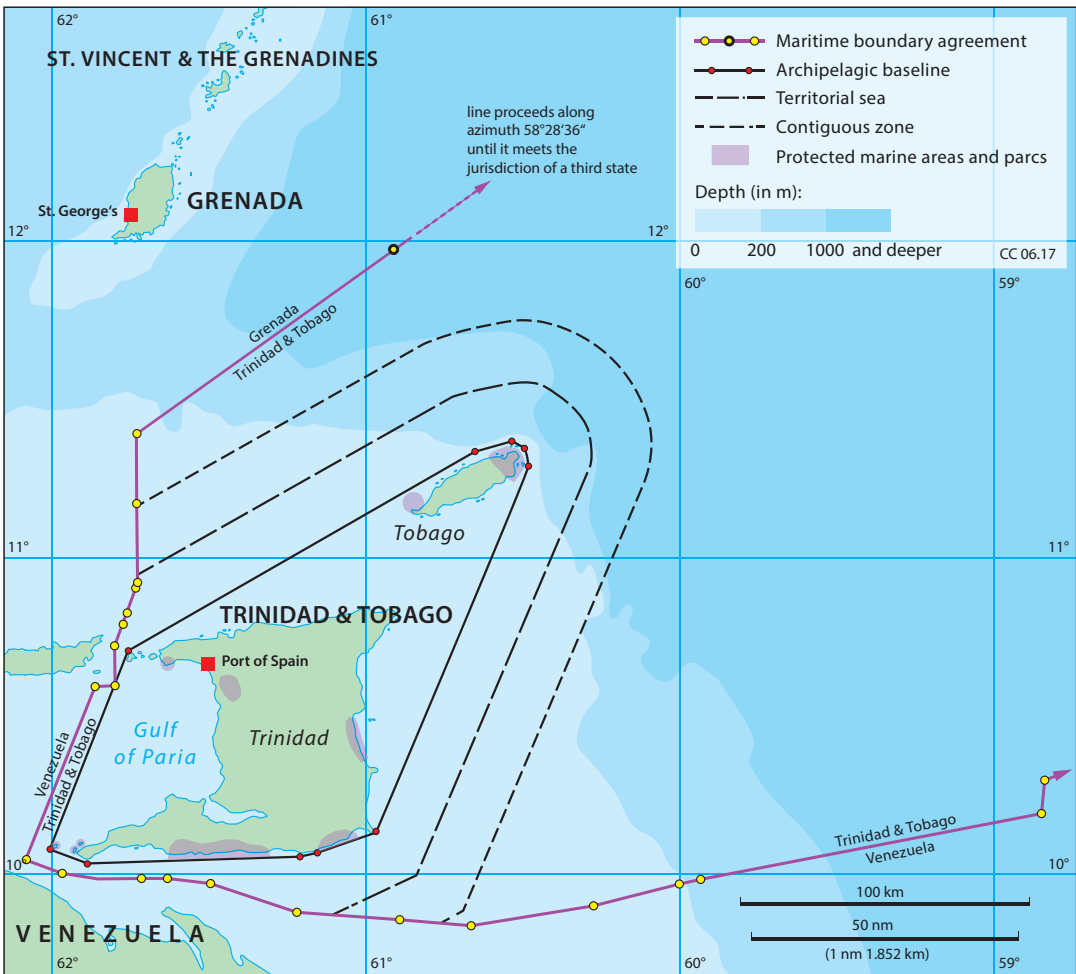 62°
61°
ST. VINCENT & THE GRENADINES
Maritime boundary agreement
Archipelagic baseline
Territorial sea
Contiguous zone
Protected marine areas and parcs
Depth (in m):
0 200 1000 and deeper
CC 06.17
line proceeds along
azimuth 58°28'36“
until it meets the
jurisdiction of a third state
GRENADA
St. George's
12°
12°
60°
59°
Grenada
Trinidad & Tobago
Tobago
11°
11°
TRINIDAD & TOBAGO
Port of Spain
Gulf
of Paria
Trinidad
Venezuela
Trinidad & Tobago
Trinidad & Tobago
Venezuela
10°
10°
100 km
50 nm
(1 nm 1.852 km)
VENEZUELA
62°
61°
60°
59°